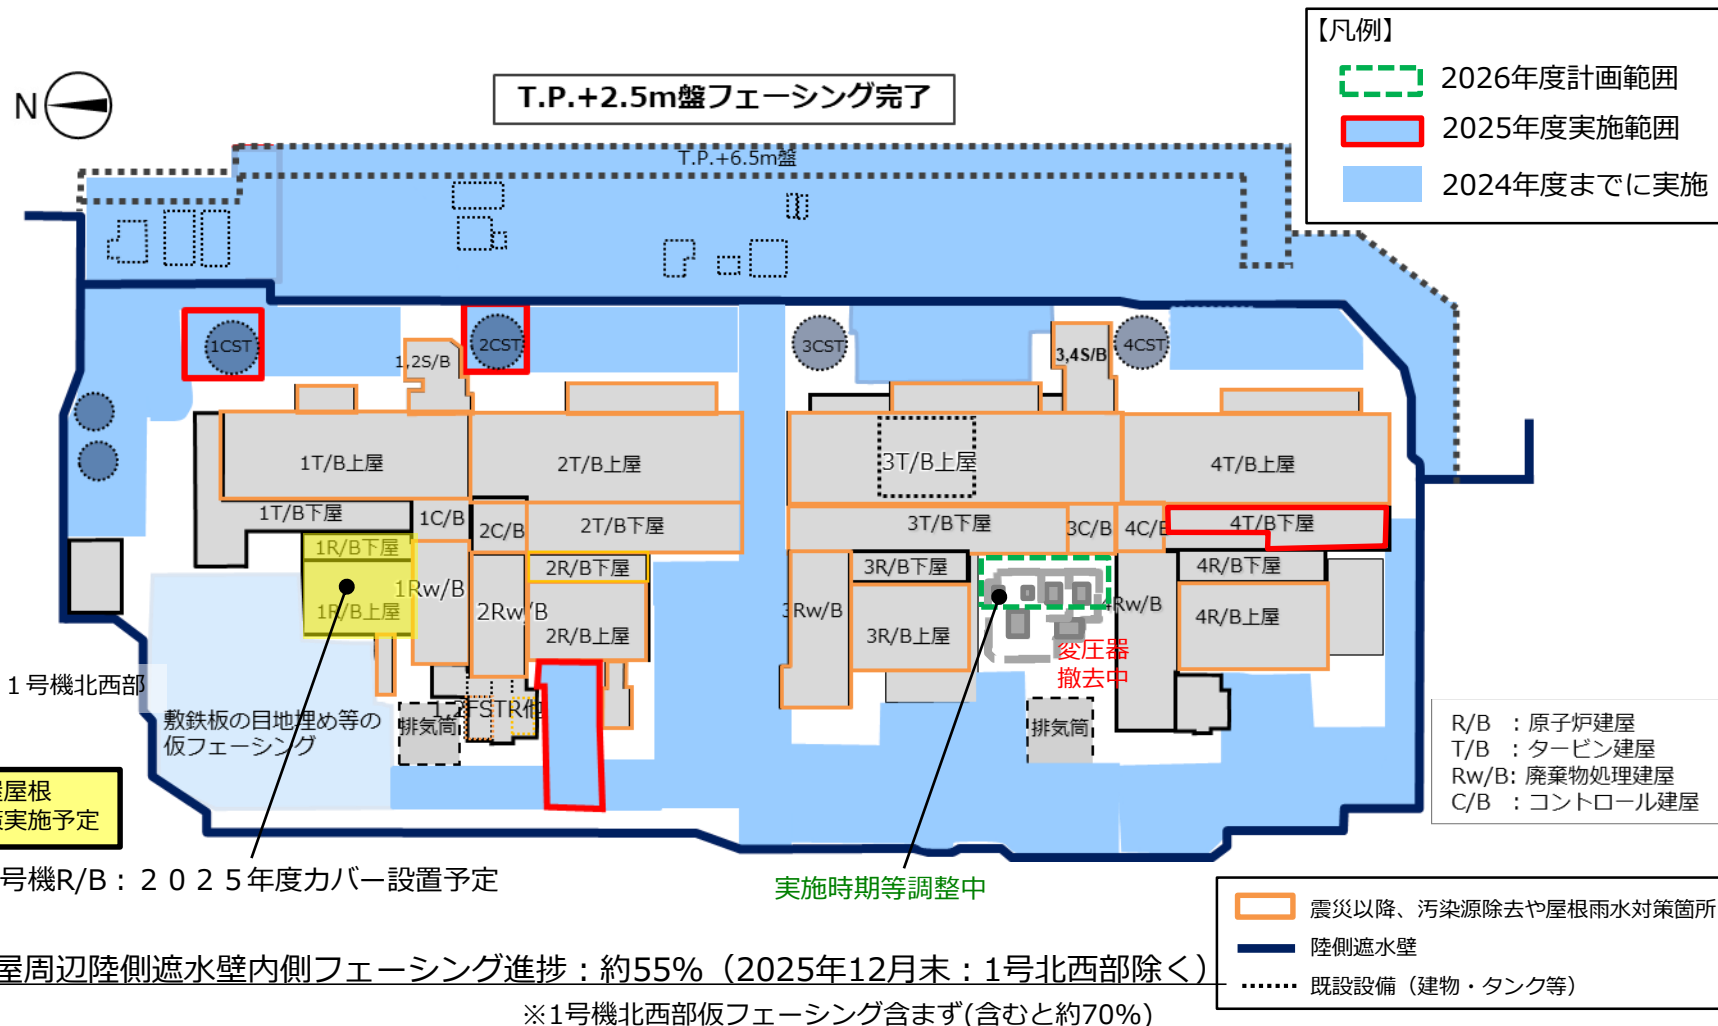 【凡例】
2026年度計画範囲
2025年度実施範囲
2024年度までに実施
N
T.P.+2.5m盤フェーシング完了
T.P.+6.5m盤
1CST
1,2S/B
2CST
3CST
3,4S/B
4CST
1T/B上屋
2T/B上屋
3T/B上屋
4T/B上屋
1T/B下屋
1C/B
2C/B
2T/B下屋
3T/B下屋
3C/B
4C/B
4T/B下屋
1R/B下屋
2R/B下屋
3R/B下屋
4R/B下屋
1Rw/B
2Rw/B
3Rw/B
4Rw/B
1R/B上屋
2R/B上屋
3R/B上屋
4R/B上屋
変圧器
撤去中
1号機北西部
敷鉄板の目地埋め等の
仮フェーシング
排気筒
FSTR他
排気筒
R/B :原子炉建屋
T/B :タービン建屋
Rw/B:廃棄物処理建屋
C/B :コントロール建屋
屋根
実施予定
号機R/B:2025年度カバー設置予定
実施時期等調整中
震災以降、汚染源除去や屋根雨水対策箇所
陸側遮水壁
既設設備(建物・タンク等)
屋周辺陸側遮水壁内側フェーシング進捗:約55%(2025年12月末:1号北西部除く)
※1号機北西部仮フェーシング含まず(含むと約70%)